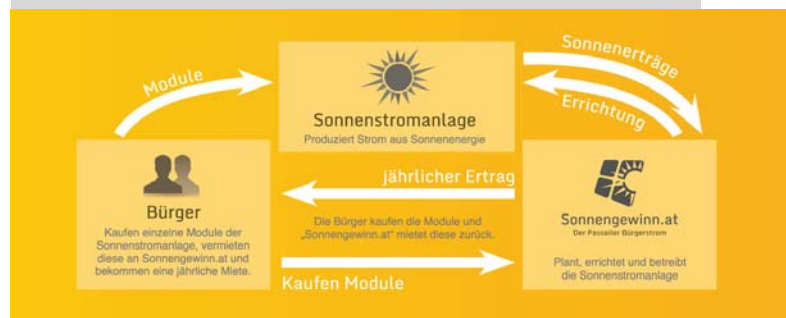 Module
Sonnenerträge
Errichtung
Sonnenstromanlage
Produziert Strom aus Sonnenenergie
jährlicher Ertrag
Bürger
Kaufen einzelne Module der
Sonnenstromanlage, vermieten
diese an Sonnengewinn.at und
bekommen eine jährliche Miete.
Die Bürger kaufen die Module und
„Sonnengewinn.at“ mietet diese zurück.
Kaufen Module
Sonnengewinn.at
Der Passailer Bürgerstrom
Plant, errichtet und betreibt
die Sonnenstromanlage